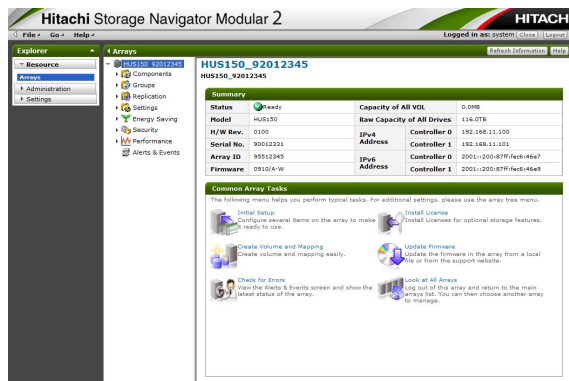 Hitachi Storage Navigator Modular 2
HITACH
File Go Help
Logged in as: system Close Logout
Explorer
Arrays
Refresh Information Help
Resource
Arrays
Administration
Settings
HUS150_92012345
Components
Groups
Replication
Settings
Energy Saving
Security
Performance
Alerts & Events
HUS150_92012345
HUS150_92012345
Summary
Status Ready Capacity of All VOL 0.0MB
Model HUS150 Raw Capacity of All Drives 116.0TB
H/W Rev. 0100 IPv4 Address Controller 0 192.168.11.100
Serial No. 90012331 Controller 1 192.168.11.101
Array ID 95512345 IPv6 Address Controller 0 2001::200:87ff:fec6:46e7
Firmware 0910/A-W Controller 1 2001::200:87ff:fec6:46e9
Common Array Tasks
The following menu helps you perform typical tasks. For additional settings, please use the array tree menu.
Initial Setup
Configure several items on the array to make it ready to use.
Install License
Install Licenses for optional storage features.
Create Volume and Mapping
Create volume and mapping easily.
Update Firmware
Update the firmware in the array from a local file or from the support website.
Check for Errors
View the Alerts & Events screen and show the latest status of the array.
Look at All Arrays
Log out of this array and return to the main arrays list. You can then choose another array to manage.